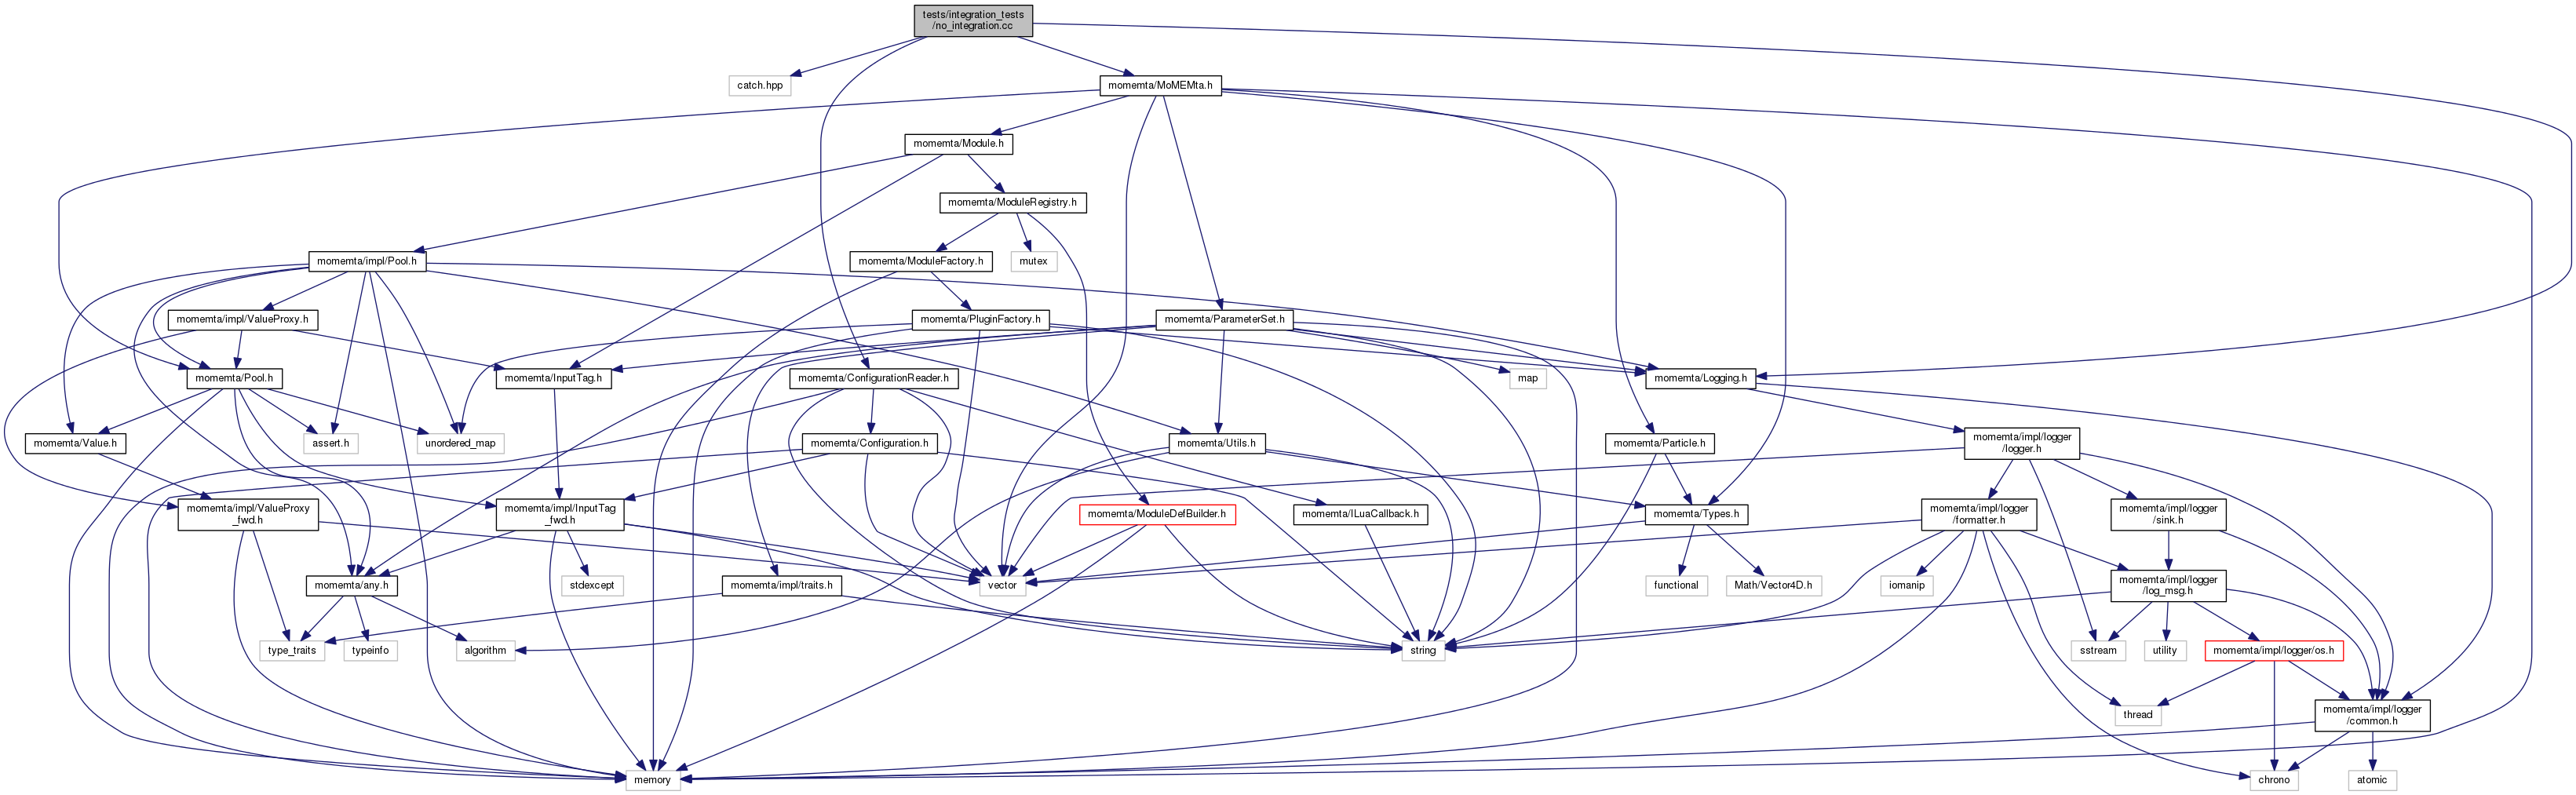 tests/integration_tests
/no_integration.cc
catch.hpp
momemta/MoMEMta.h
momemta/Module.h
momemta/ModuleRegistry.h
momemta/impl/Pool.h
momemta/ModuleFactory.h
mutex
momemta/impl/ValueProxy.h
momemta/PluginFactory.h
momemta/ParameterSet.h
momemta/Pool.h
momemta/InputTag.h
momemta/ConfigurationReader.h
map
momemta/Logging.h
momemta/Value.h
assert.h
unordered_map
momemta/Configuration.h
momemta/Utils.h
momemta/Particle.h
momemta/impl/logger
/logger.h
momemta/impl/ValueProxy
_fwd.h
momemta/impl/InputTag
_fwd.h
momemta/ModuleDefBuilder.h
momemta/ILuaCallback.h
momemta/Types.h
momemta/impl/logger
/formatter.h
momemta/impl/logger
/sink.h
momemta/any.h
stdexcept
momemta/impl/traits.h
vector
functional
Math/Vector4D.h
iomanip
momemta/impl/logger
/log_msg.h
type_traits
typeinfo
algorithm
string
sstream
utility
momemta/impl/logger/os.h
thread
momemta/impl/logger
/common.h
memory
chrono
atomic